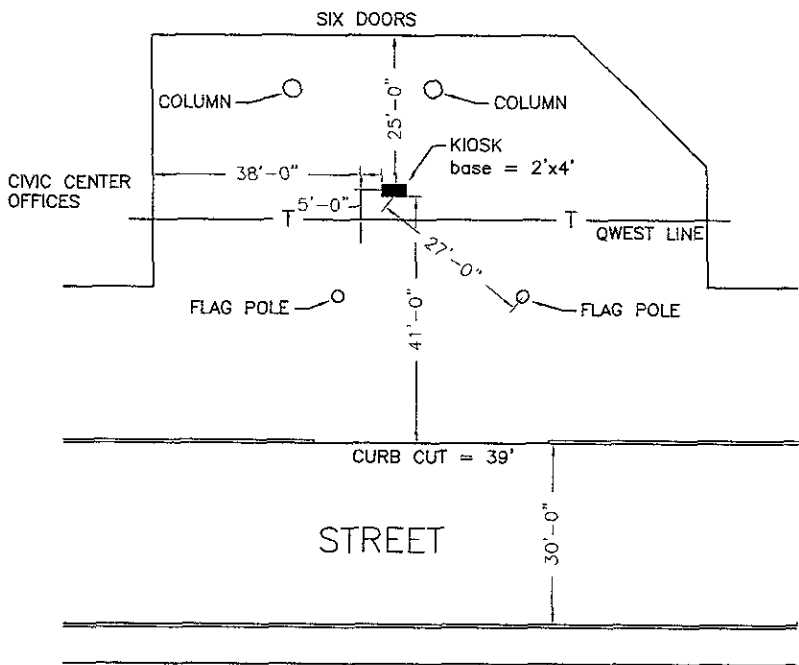 SIX DOORS
COLUMN
COLUMN
25'-0"
KIOSK
base = 2'x4'
38'-0"
CIVIC CENTER
OFFICES
5'-0"
T
T
QWEST LINE
27'-0"
FLAG POLE
FLAG POLE
41'-0"
CURB CUT = 39'
STREET
30'-0"